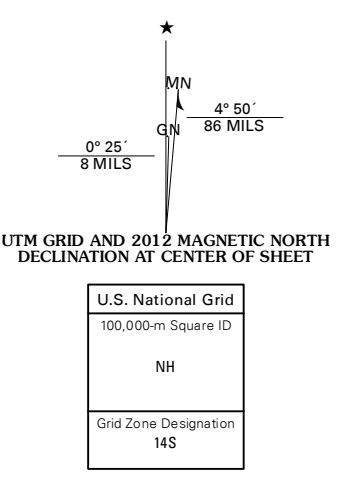 ★
MN
GN
4° 50´
86 MILS
0° 25´
8 MILS
UTM GRID AND 2012 MAGNETIC NORTH
DECLINATION AT CENTER OF SHEET
U.S. National Grid
100,000-m Square ID
NH
Grid Zone Designation
14S